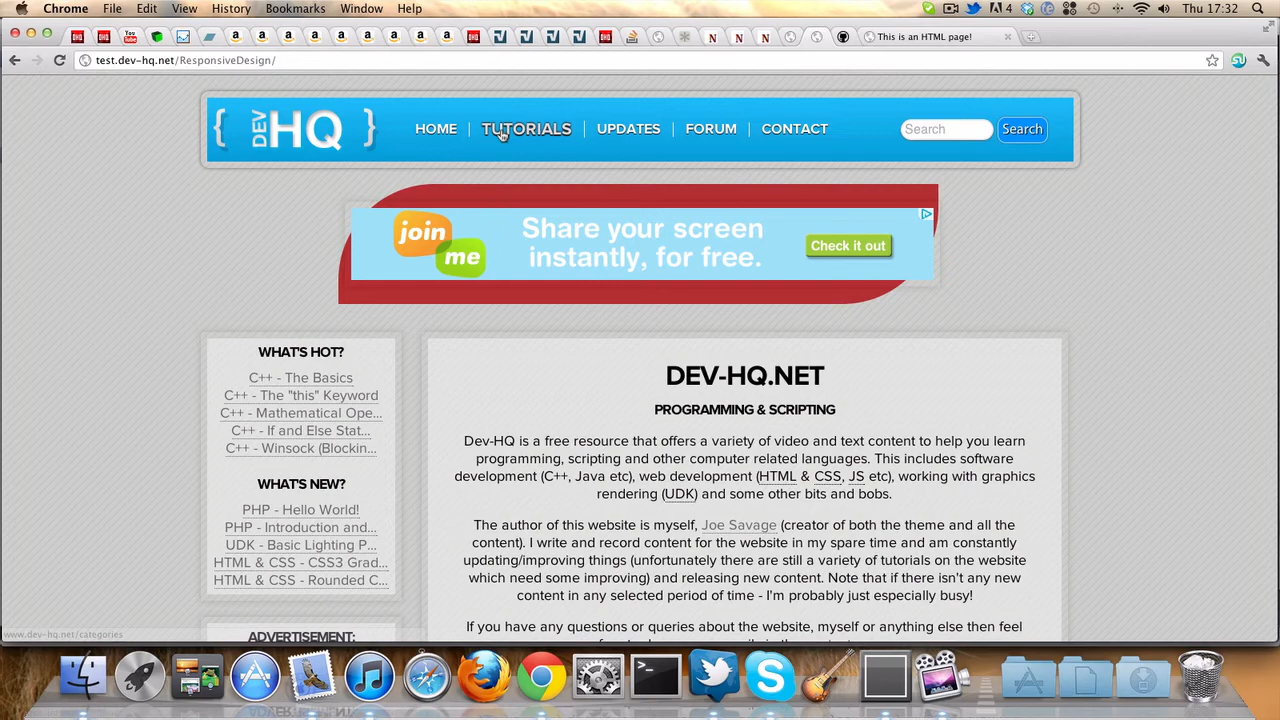 Chrome File Edit View History Bookmarks Window Help
4 Thu 17:32
You Tube a a a a a a a a a N N N This is an HTML page!
test.dev-hq.net/ResponsiveDesign/
{ DEV HQ } HOME | TUTORIALS | UPDATES | FORUM | CONTACT Search Search
join me
Share your screen
instantly, for free.
Check it out
WHAT'S HOT?
C++ - The Basics
C++ - The "this" Keyword
C++ - Mathematical Ope...
C++ - If and Else Stat...
C++ - Winsock (Blockin...
WHAT'S NEW?
PHP - Hello World!
PHP - Introduction and...
UDK - Basic Lighting P...
HTML & CSS - CSS3 Grad...
HTML & CSS - Rounded C...
ADVERTISEMENT:
DEV-HQ.NET
PROGRAMMING & SCRIPTING
Dev-HQ is a free resource that offers a variety of video and text content to help you learn
programming, scripting and other computer related languages. This includes software
development (C++, Java etc), web development (HTML & CSS, JS etc), working with graphics
rendering (UDK) and some other bits and bobs.
The author of this website is myself, Joe Savage (creator of both the theme and all the
content). I write and record content for the website in my spare time and am constantly
updating/improving things (unfortunately there are still a variety of tutorials on the website
which need some improving) and releasing new content. Note that if there isn't any new
content in any selected period of time - I'm probably just especially busy!
If you have any questions or queries about the website, myself or anything else then feel
www.dev-hq.net/categories